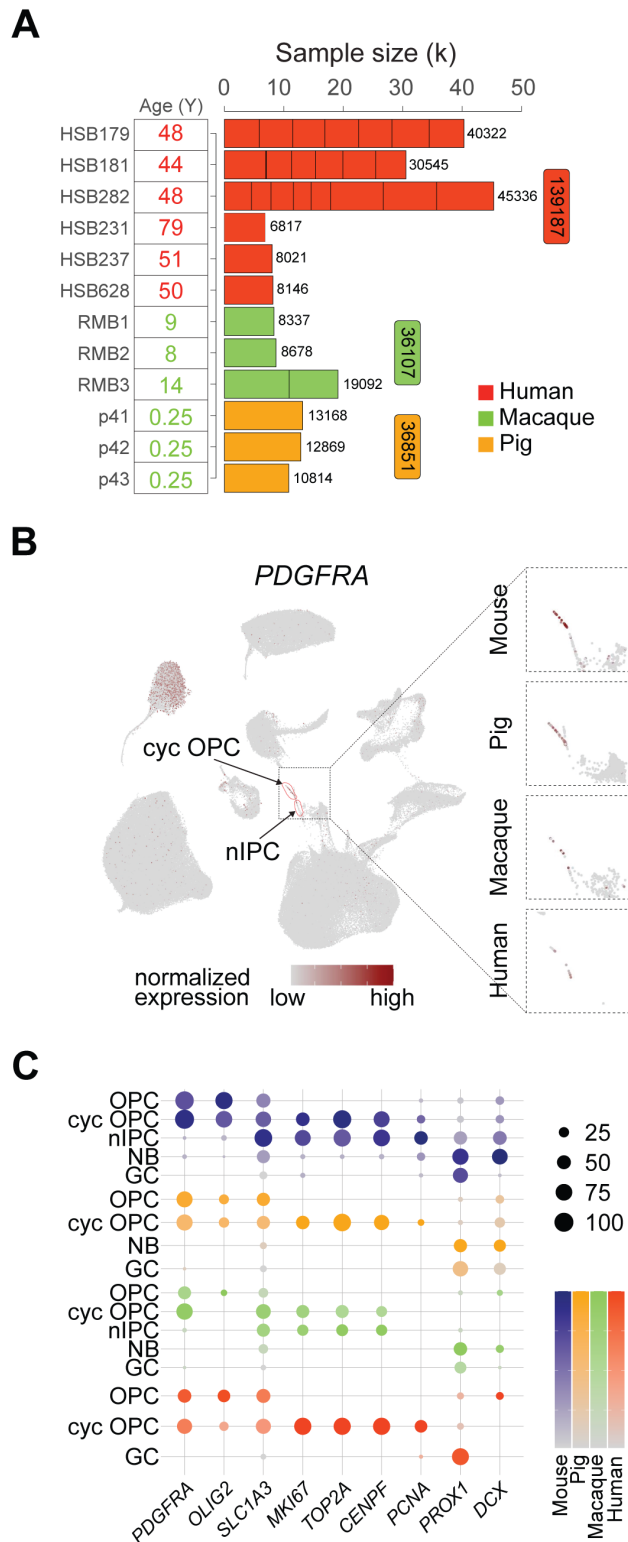 A
Sample size (k)
0 10 20 30 40 50
Age (Y)
HSB179 48 40322
HSB181 44 30545
HSB282 48 45336
HSB231 79 6817
HSB237 51 8021
HSB628 50 8146
RMB1 9 8337
RMB2 8 8678
RMB3 14 19092
p41 0.25 13168
p42 0.25 12869
p43 0.25 10814
139187
36107
36851
Human
Macaque
Pig
B
PDGFRA
cyc OPC
nIPC
normalized
expression
low high
Mouse
Pig
Macaque
Human
C
OPC
cyc OPC
nIPC
NB
GC
OPC
cyc OPC
NB
GC
OPC
cyc OPC
nIPC
NB
GC
OPC
cyc OPC
GC
PDGFRA
OLIG2
SLC1A3
MKI67
TOP2A
CENPF
PCNA
PROX1
DCX
25
50
75
100
Mouse
Pig
Macaque
Human